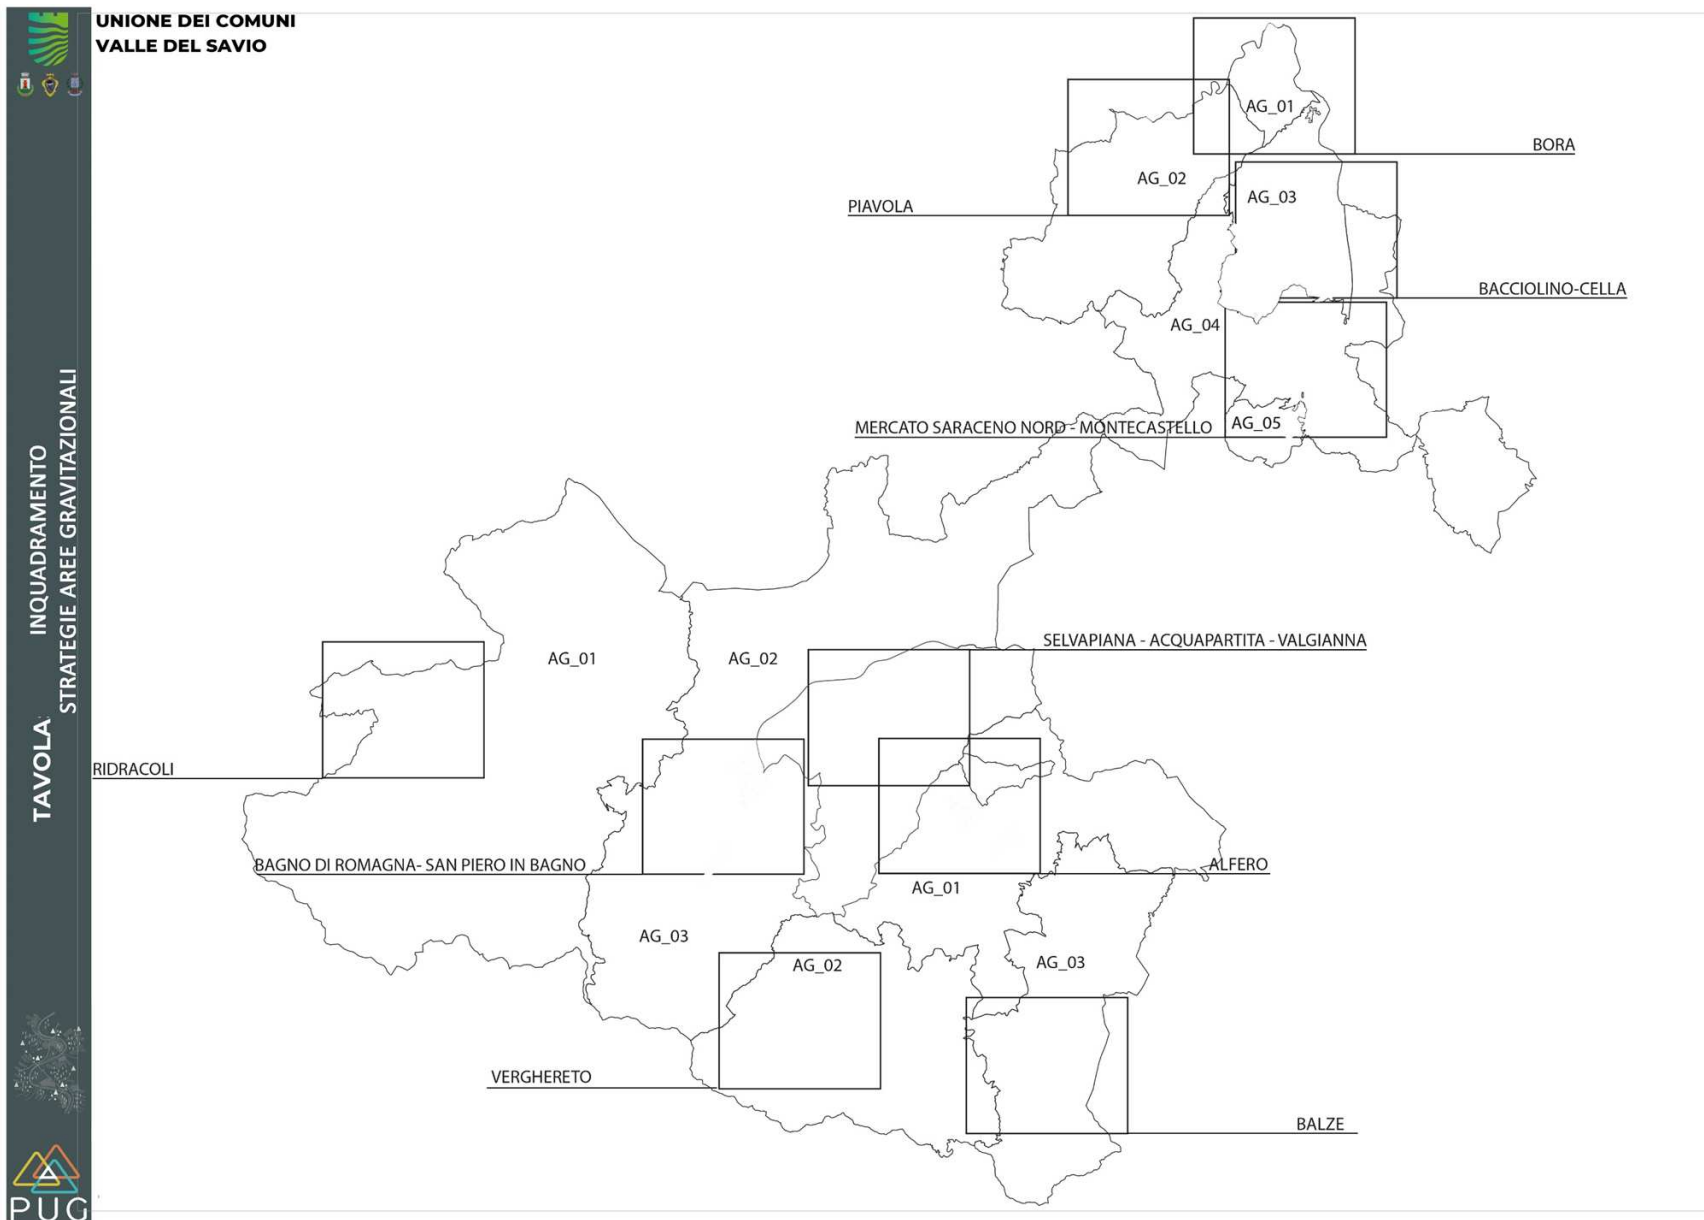 UNIONE DEI COMUNI
VALLE DEL SAVIO
TAVOLA:
INQUADRAMENTO
STRATEGIE AREE GRAVITAZIONALI
PUG
AG_01
BORA
AG_02
AG_03
PIAVOLA
BACCIOLINO-CELLA
AG_04
MERCATO SARACENO NORD - MONTECASTELLO
AG_05
SELVAPIANA - ACQUAPARTITA - VALGIANNA
AG_01
AG_02
RIDRACOLI
BAGNO DI ROMAGNA- SAN PIERO IN BAGNO
ALFERO
AG_01
AG_03
AG_02
AG_03
VERGHERETO
BALZE